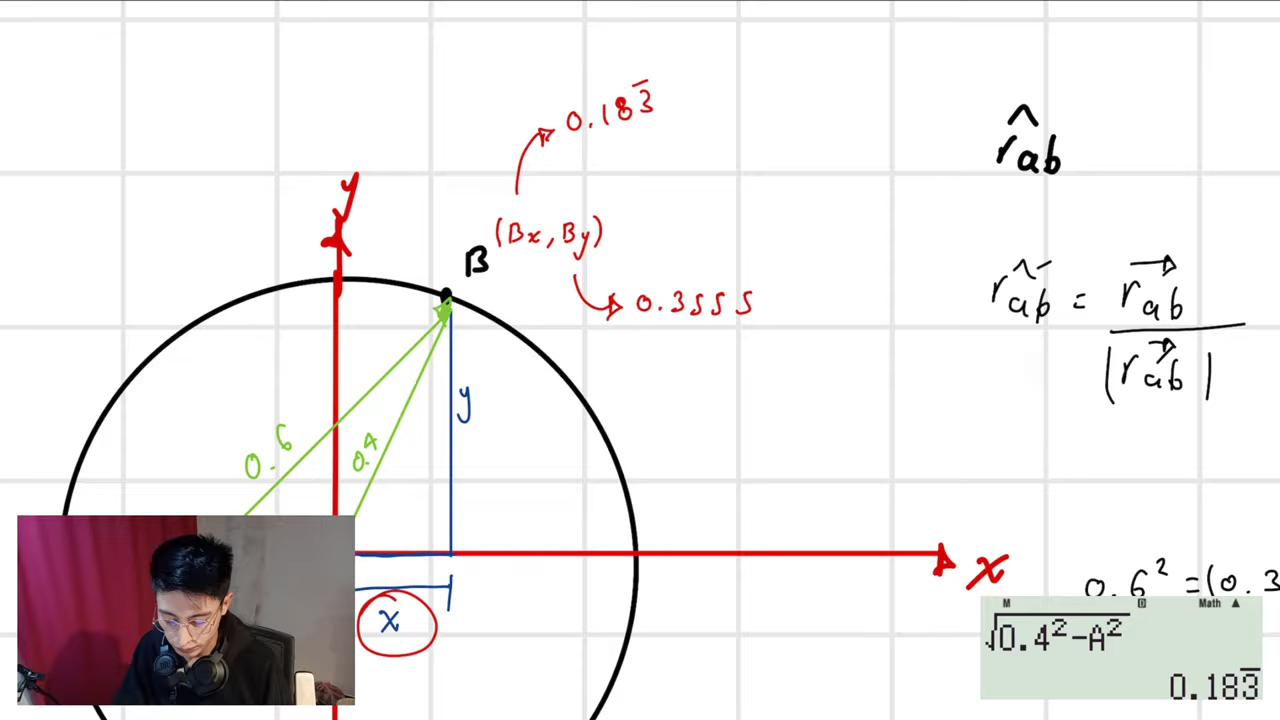 0.183̅
r̂ab
(Bx, By)
B
y
0.3555
r̂ab = r⃗ab
|r⃗ab|
y
0.6
0.4
x
x
0.6² = (0.3
M D Math ▲
√0.4²-A²
0.183̅